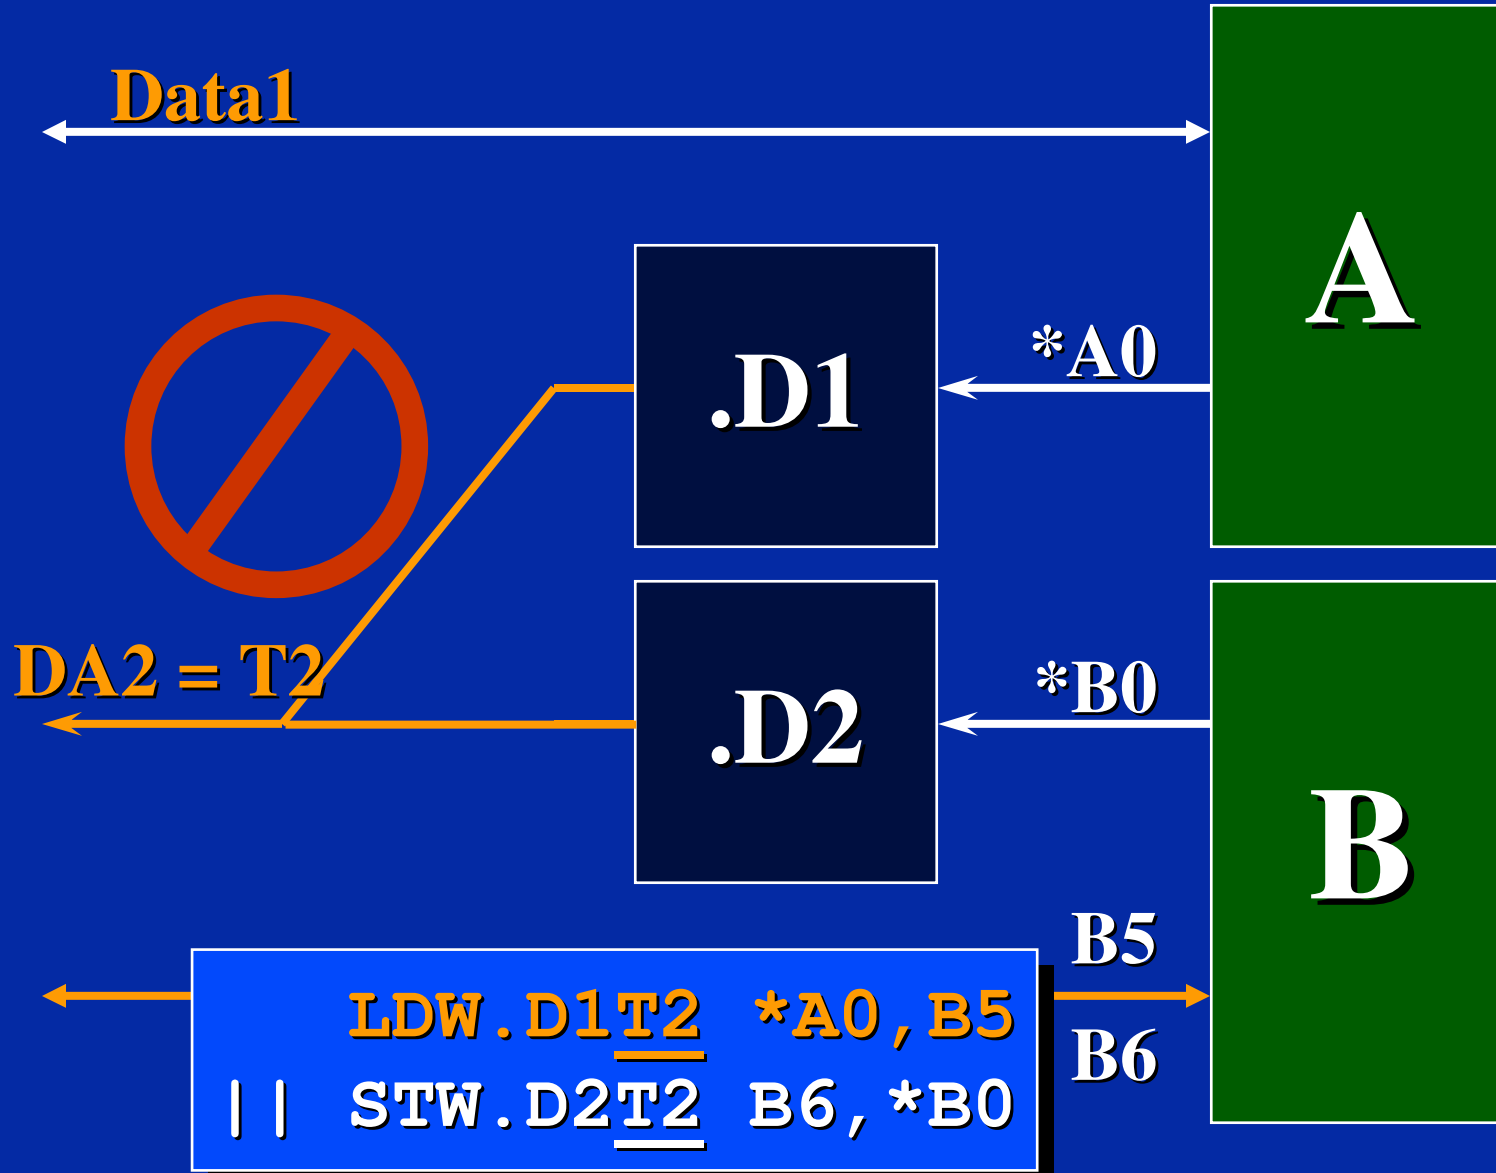 Data1
A
*A0
.D1
DA2 = T2
*B0
.D2
B
B5
LDW.D1T2 *A0,B5
B6
|| STW.D2T2 B6,*B0